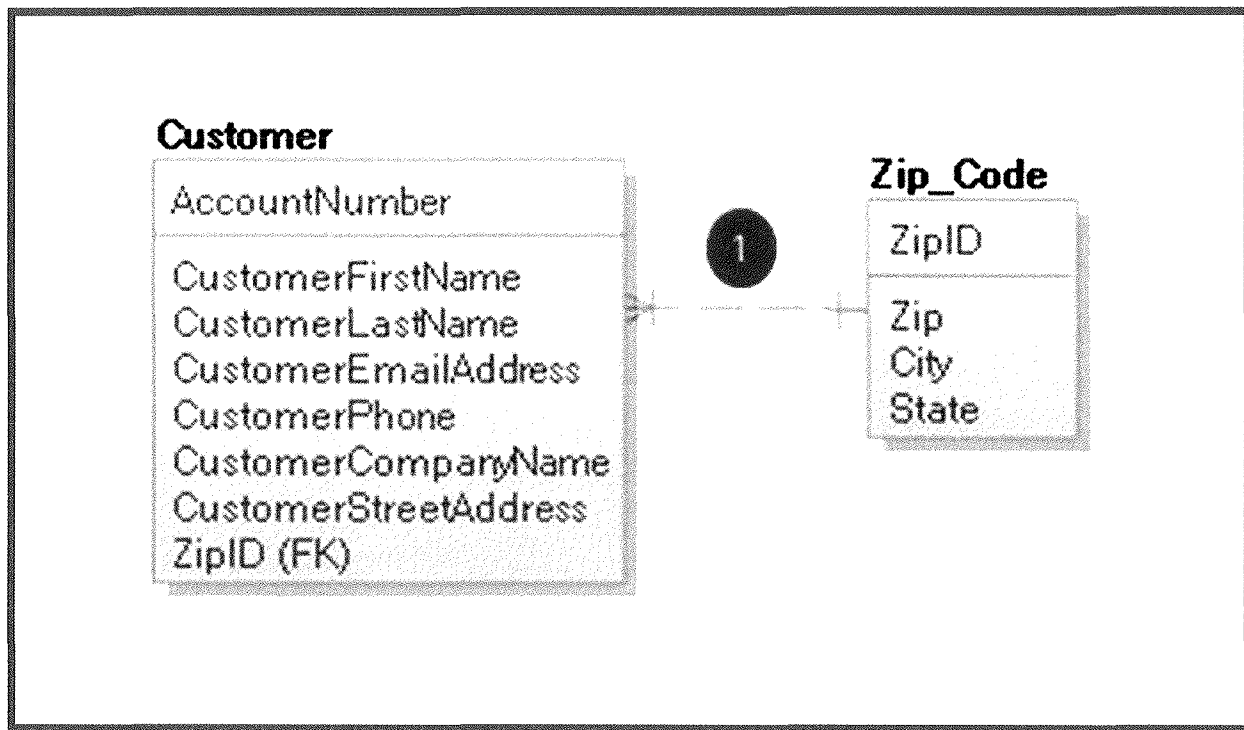 Customer
AccountNumber
CustomerFirstName
CustomerLastName
CustomerEmailAddress
CustomerPhone
CustomerCompanyName
CustomerStreetAddress
ZipID (FK)
1
Zip_Code
ZipID
Zip
City
State